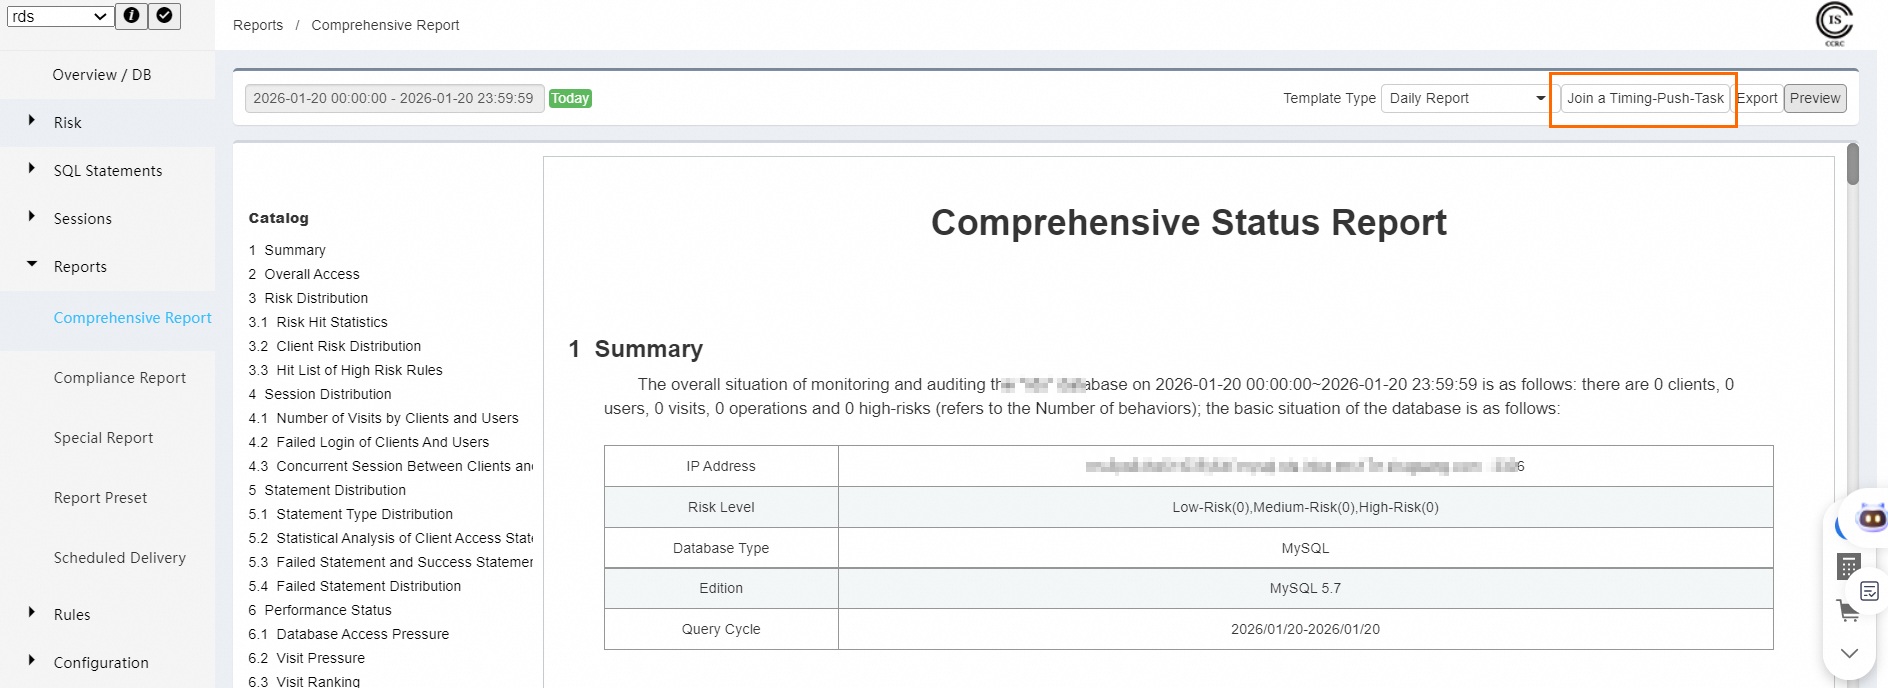 rds
Reports / Comprehensive Report
IS
CCRC
Overview / DB
Risk
SQL Statements
Sessions
Reports
Comprehensive Report
Compliance Report
Special Report
Report Preset
Scheduled Delivery
Rules
Configuration
2026-01-20 00:00:00 - 2026-01-20 23:59:59 Today
Template Type Daily Report Join a Timing-Push-Task Export Preview
Catalog
1 Summary
2 Overall Access
3 Risk Distribution
3.1 Risk Hit Statistics
3.2 Client Risk Distribution
3.3 Hit List of High Risk Rules
4 Session Distribution
4.1 Number of Visits by Clients and Users
4.2 Failed Login of Clients And Users
4.3 Concurrent Session Between Clients an
5 Statement Distribution
5.1 Statement Type Distribution
5.2 Statistical Analysis of Client Access State
5.3 Failed Statement and Success Statemer
5.4 Failed Statement Distribution
6 Performance Status
6.1 Database Access Pressure
6.2 Visit Pressure
6.3 Visit Ranking
Comprehensive Status Report
1 Summary
The overall situation of monitoring and auditing abase on 2026-01-20 00:00:00~2026-01-20 23:59:59 is as follows: there are 0 clients, 0
users, 0 visits, 0 operations and 0 high-risks (refers to the Number of behaviors); the basic situation of the database is as follows:
IP Address 6
Risk Level Low-Risk(0),Medium-Risk(0),High-Risk(0)
Database Type MySQL
Edition MySQL 5.7
Query Cycle 2026/01/20-2026/01/20